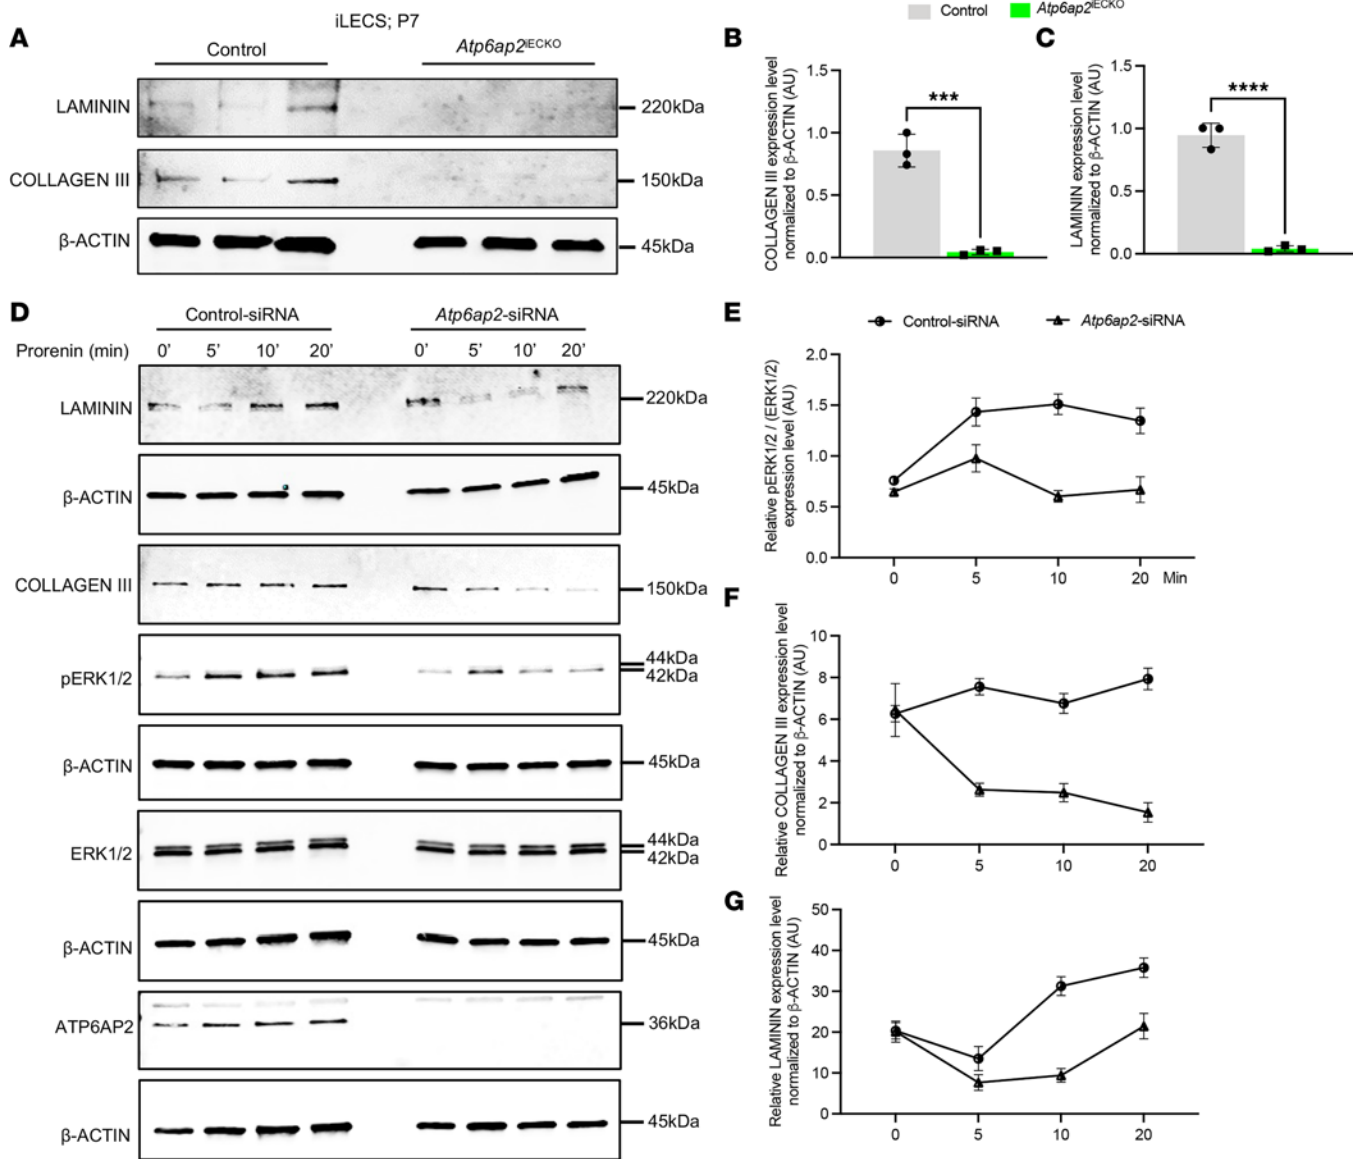 A
iLECS; P7
Control
Atp6ap2iECKO
LAMININ
220kDa
COLLAGEN III
150kDa
β-ACTIN
45kDa
Control
Atp6ap2iECKO
B
COLLAGEN III expression level
normalized to β-ACTIN (AU)
1.5
1.0
0.5
0.0
***
C
LAMININ expression level
normalized to β-ACTIN (AU)
1.5
1.0
0.5
0.0
****
D
Control-siRNA
Atp6ap2-siRNA
Prorenin (min)
0' 5' 10' 20' 0' 5' 10' 20'
LAMININ
220kDa
β-ACTIN
45kDa
COLLAGEN III
150kDa
pERK1/2
44kDa
42kDa
β-ACTIN
45kDa
ERK1/2
44kDa
42kDa
β-ACTIN
45kDa
ATP6AP2
36kDa
β-ACTIN
45kDa
E
Control-siRNA
Atp6ap2-siRNA
Relative pERK1/2 / (ERK1/2)
expression level (AU)
2.0
1.5
1.0
0.5
0.0
0 5 10 20 Min
F
Relative COLLAGEN III expression level
normalized to β-ACTIN (AU)
10
8
6
4
2
0
0 5 10 20
G
Relative LAMININ expression level
normalized to β-ACTIN (AU)
50
40
30
20
10
0
0 5 10 20